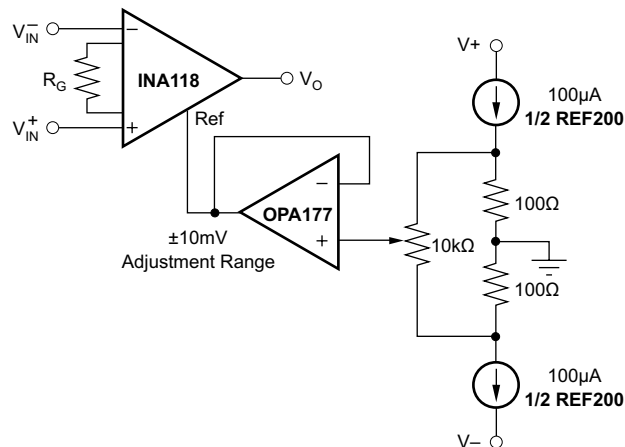 V−IN
−
RG
INA118
VO
V+IN
+
Ref
−
OPA177
+
±10mV
Adjustment Range
V+
100µA
1/2 REF200
100Ω
10kΩ
100Ω
100µA
1/2 REF200
V–